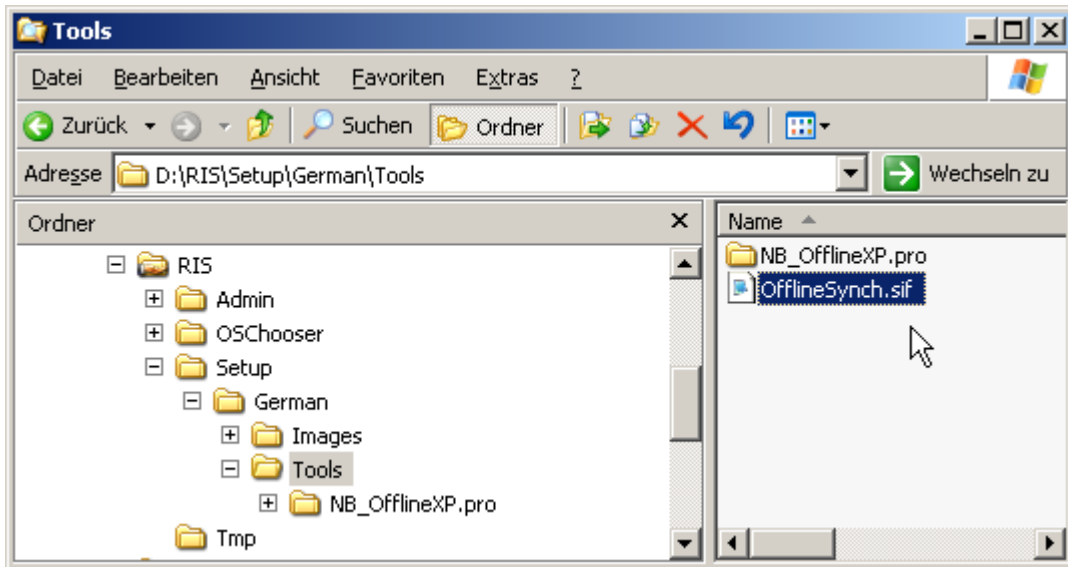 Tools
Datei Bearbeiten Ansicht Favoriten Extras ?
Zurück Suchen Ordner
Adresse D:\RIS\Setup\German\Tools Wechseln zu
Ordner
RIS
Admin
OSChooser
Setup
German
Images
Tools
NB_OfflineXP.pro
Tmp
Name
NB_OfflineXP.pro
OfflineSynch.sif